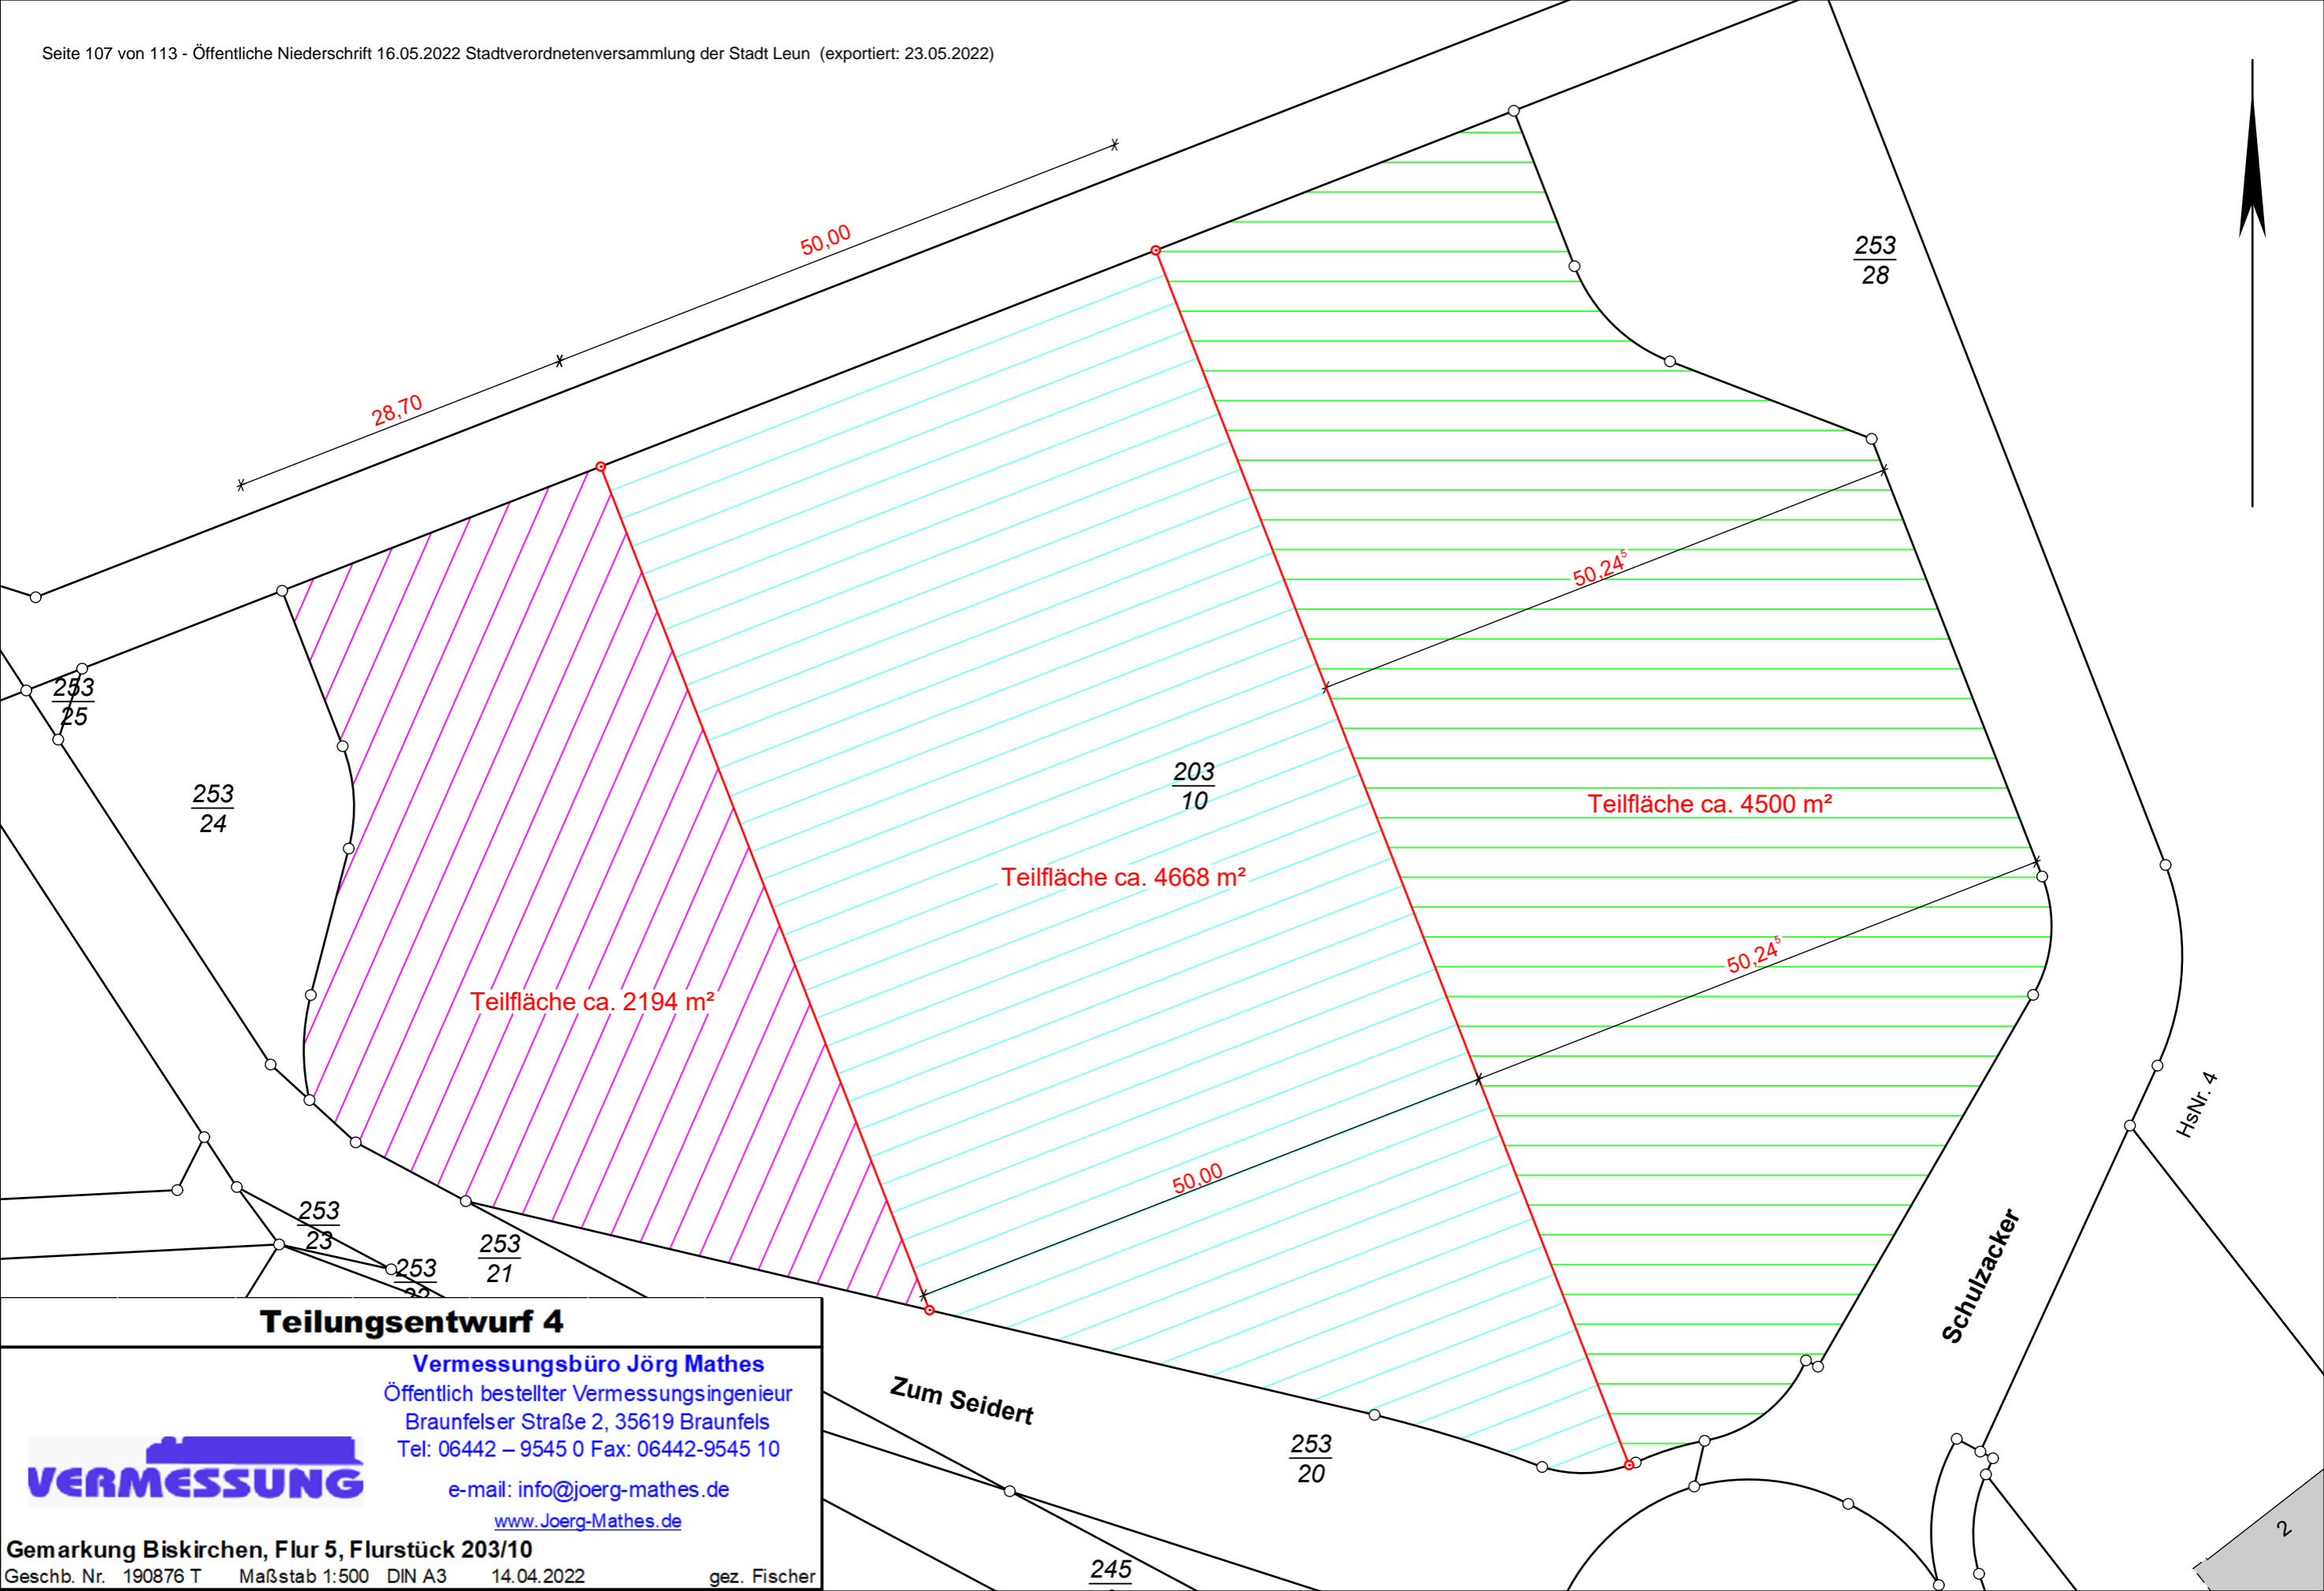 Seite 107 von 113 - Öffentliche Niederschrift 16.05.2022 Stadtverordnetenversammlung der Stadt Leun (exportiert: 23.05.2022)
50,00
28,70
253
28
50,24⁵
253
25
253
24
203
10
Teilfläche ca. 4500 m²
Teilfläche ca. 4668 m²
50,24⁵
Teilfläche ca. 2194 m²
HsNr. 4
50,00
253
23
253
21
253
Schulzacker
Zum Seidert
253
20
245
2
Teilungsentwurf 4
Vermessungsbüro Jörg Mathes
Öffentlich bestellter Vermessungsingenieur
Braunfelser Straße 2, 35619 Braunfels
Tel: 06442 – 9545 0 Fax: 06442-9545 10
e-mail: info@joerg-mathes.de
www.Joerg-Mathes.de
VERMESSUNG
Gemarkung Biskirchen, Flur 5, Flurstück 203/10
Geschb. Nr. 190876 T Maßstab 1:500 DIN A3 14.04.2022 gez. Fischer